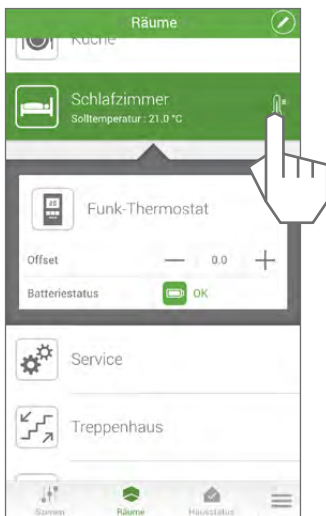 Räume
Küche
Schlafzimmer
Solltemperatur : 21.0 °C
Funk-Thermostat
Offset
— 0.0 +
Batteriestatus
OK
Service
Treppenhaus
Szenen
Räume
Hausstatus